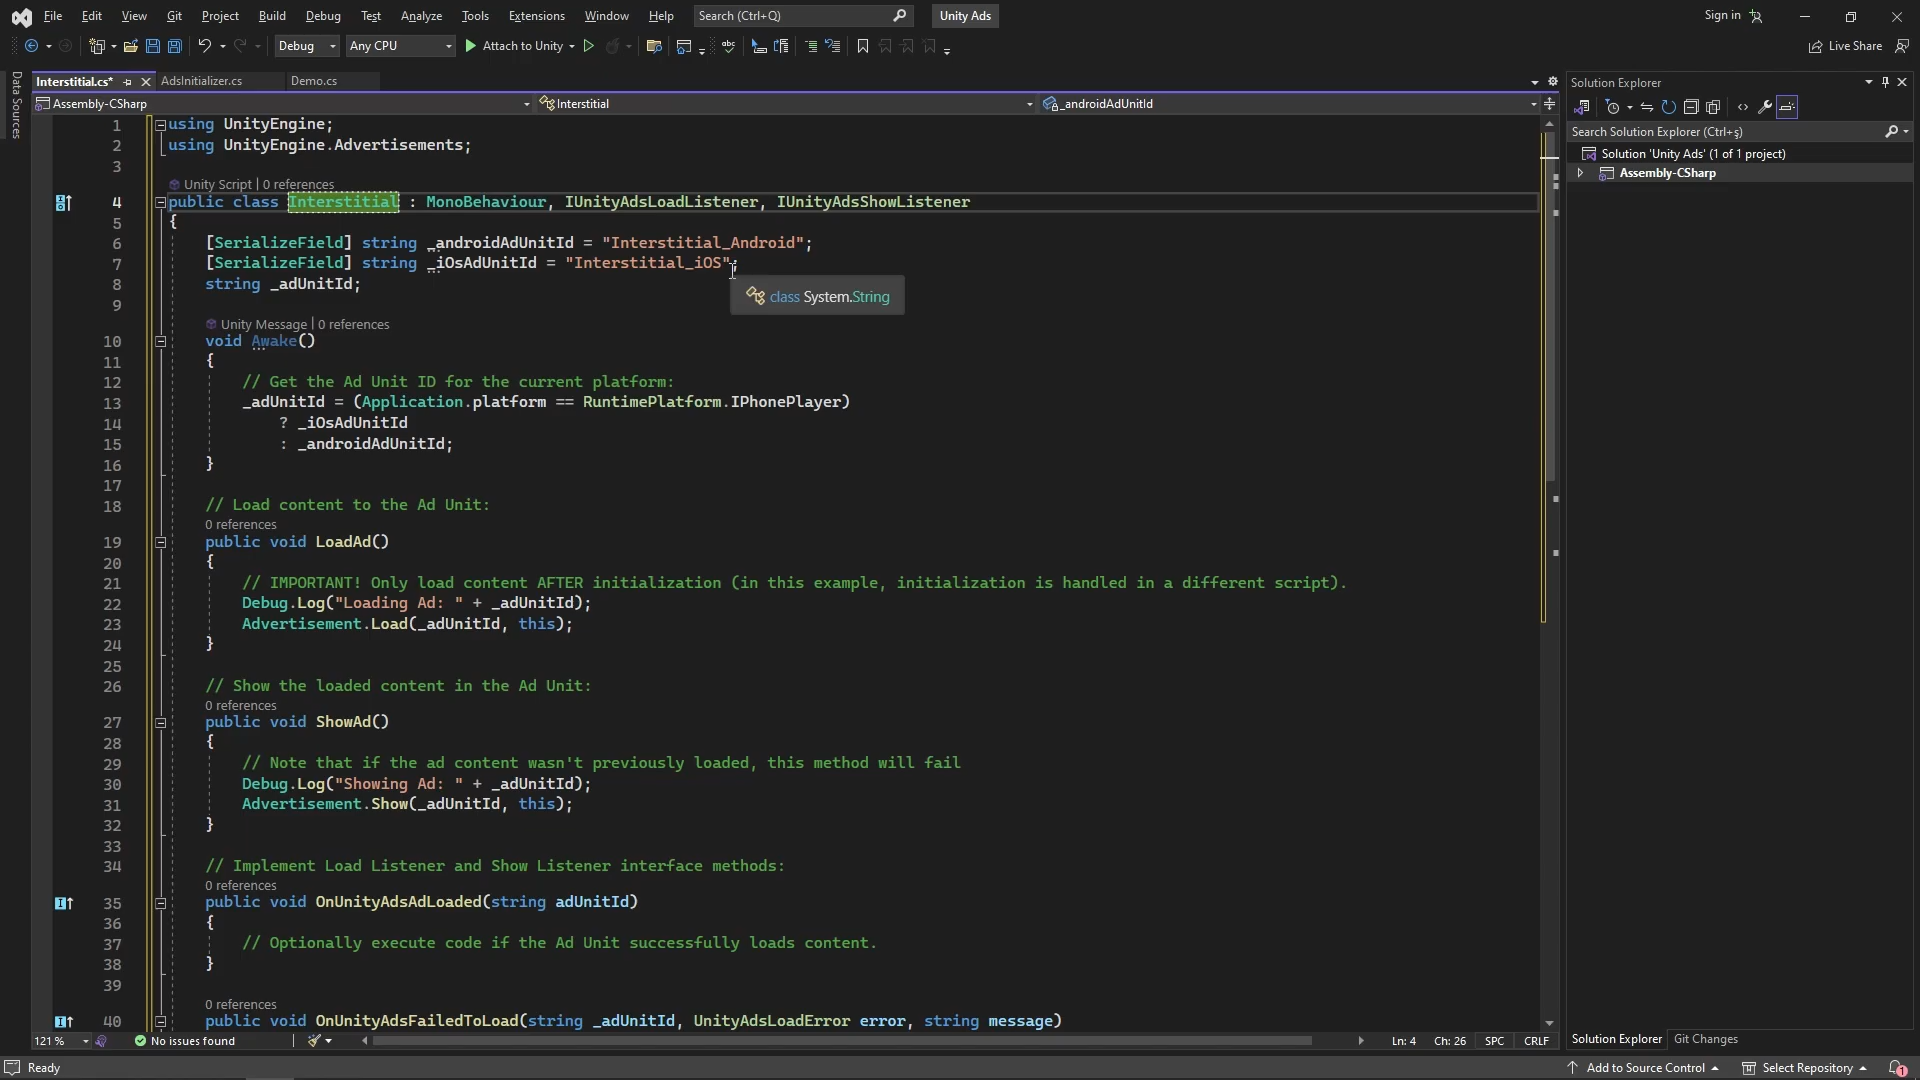 File Edit View Git Project Build Debug Test Analyze Tools Extensions Window Help Search (Ctrl+Q) Unity Ads Sign in
Debug Any CPU Attach to Unity Live Share
Data Sources
Interstitial.cs* AdsInitializer.cs Demo.cs
Assembly-CSharp Interstitial _androidAdUnitId
1 using UnityEngine;
2 using UnityEngine.Advertisements;
3
Unity Script | 0 references
4 public class Interstitial : MonoBehaviour, IUnityAdsLoadListener, IUnityAdsShowListener
5 {
6 [SerializeField] string _androidAdUnitId = "Interstitial_Android";
7 [SerializeField] string _iOsAdUnitId = "Interstitial_iOS";
8 string _adUnitId;
class System.String
9
Unity Message | 0 references
10 void Awake()
11 {
12 // Get the Ad Unit ID for the current platform:
13 _adUnitId = (Application.platform == RuntimePlatform.IPhonePlayer)
14 ? _iOsAdUnitId
15 : _androidAdUnitId;
16 }
17
18 // Load content to the Ad Unit:
0 references
19 public void LoadAd()
20 {
21 // IMPORTANT! Only load content AFTER initialization (in this example, initialization is handled in a different script).
22 Debug.Log("Loading Ad: " + _adUnitId);
23 Advertisement.Load(_adUnitId, this);
24 }
25
26 // Show the loaded content in the Ad Unit:
0 references
27 public void ShowAd()
28 {
29 // Note that if the ad content wasn't previously loaded, this method will fail
30 Debug.Log("Showing Ad: " + _adUnitId);
31 Advertisement.Show(_adUnitId, this);
32 }
33
34 // Implement Load Listener and Show Listener interface methods:
0 references
35 public void OnUnityAdsAdLoaded(string adUnitId)
36 {
37 // Optionally execute code if the Ad Unit successfully loads content.
38 }
39
0 references
40 public void OnUnityAdsFailedToLoad(string _adUnitId, UnityAdsLoadError error, string message)
121 % No issues found Ln: 4 Ch: 26 SPC CRLF
Solution Explorer
Search Solution Explorer (Ctrl+ş)
Solution 'Unity Ads' (1 of 1 project)
Assembly-CSharp
Solution Explorer Git Changes
Ready Add to Source Control Select Repository 1